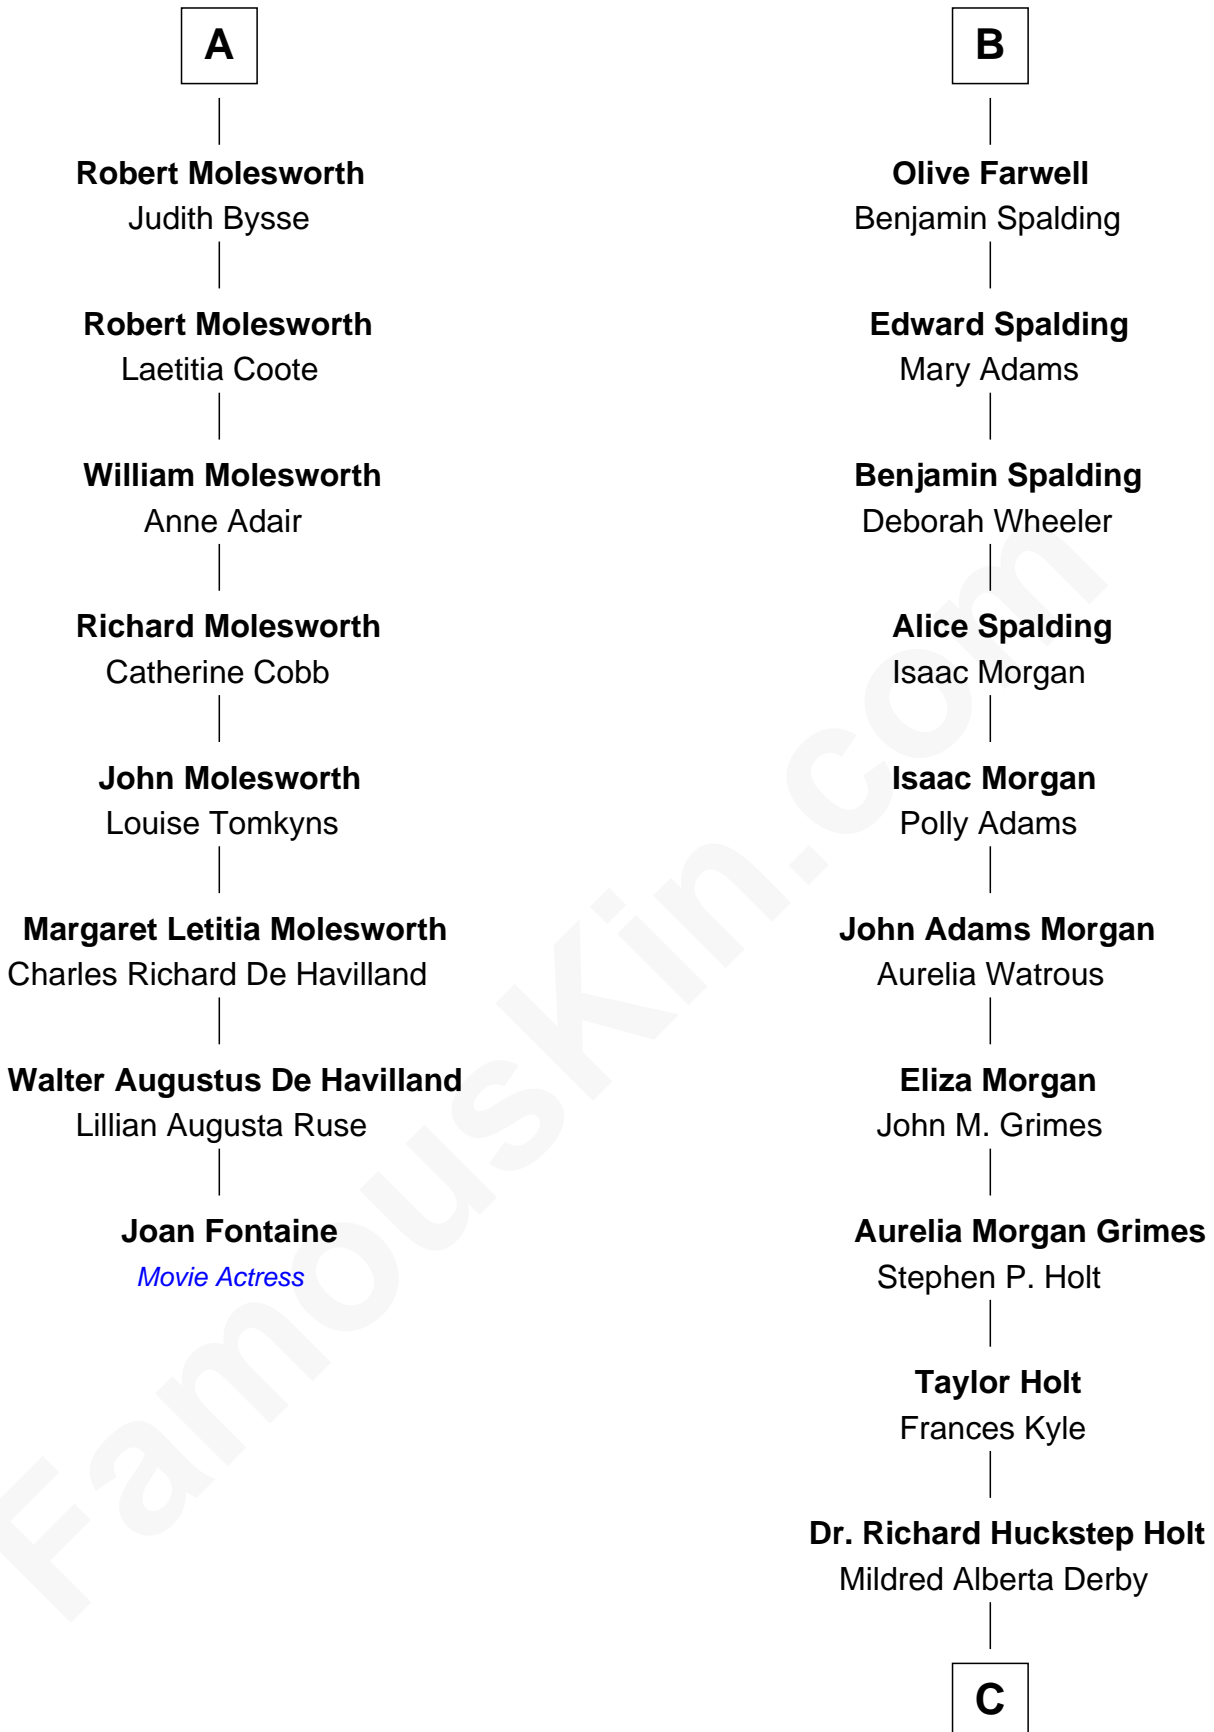 A
Robert Molesworth
Judith Bysse
Robert Molesworth
Laetitia Coote
William Molesworth
Anne Adair
Richard Molesworth
Catherine Cobb
John Molesworth
Louise Tomkyns
Margaret Letitia Molesworth
Charles Richard De Havilland
Walter Augustus De Havilland
Lillian Augusta Ruse
Joan Fontaine
Movie Actress
B
Olive Farwell
Benjamin Spalding
Edward Spalding
Mary Adams
Benjamin Spalding
Deborah Wheeler
Alice Spalding
Isaac Morgan
Isaac Morgan
Polly Adams
John Adams Morgan
Aurelia Watrous
Eliza Morgan
John M. Grimes
Aurelia Morgan Grimes
Stephen P. Holt
Taylor Holt
Frances Kyle
Dr. Richard Huckstep Holt
Mildred Alberta Derby
C
FamousKin.com